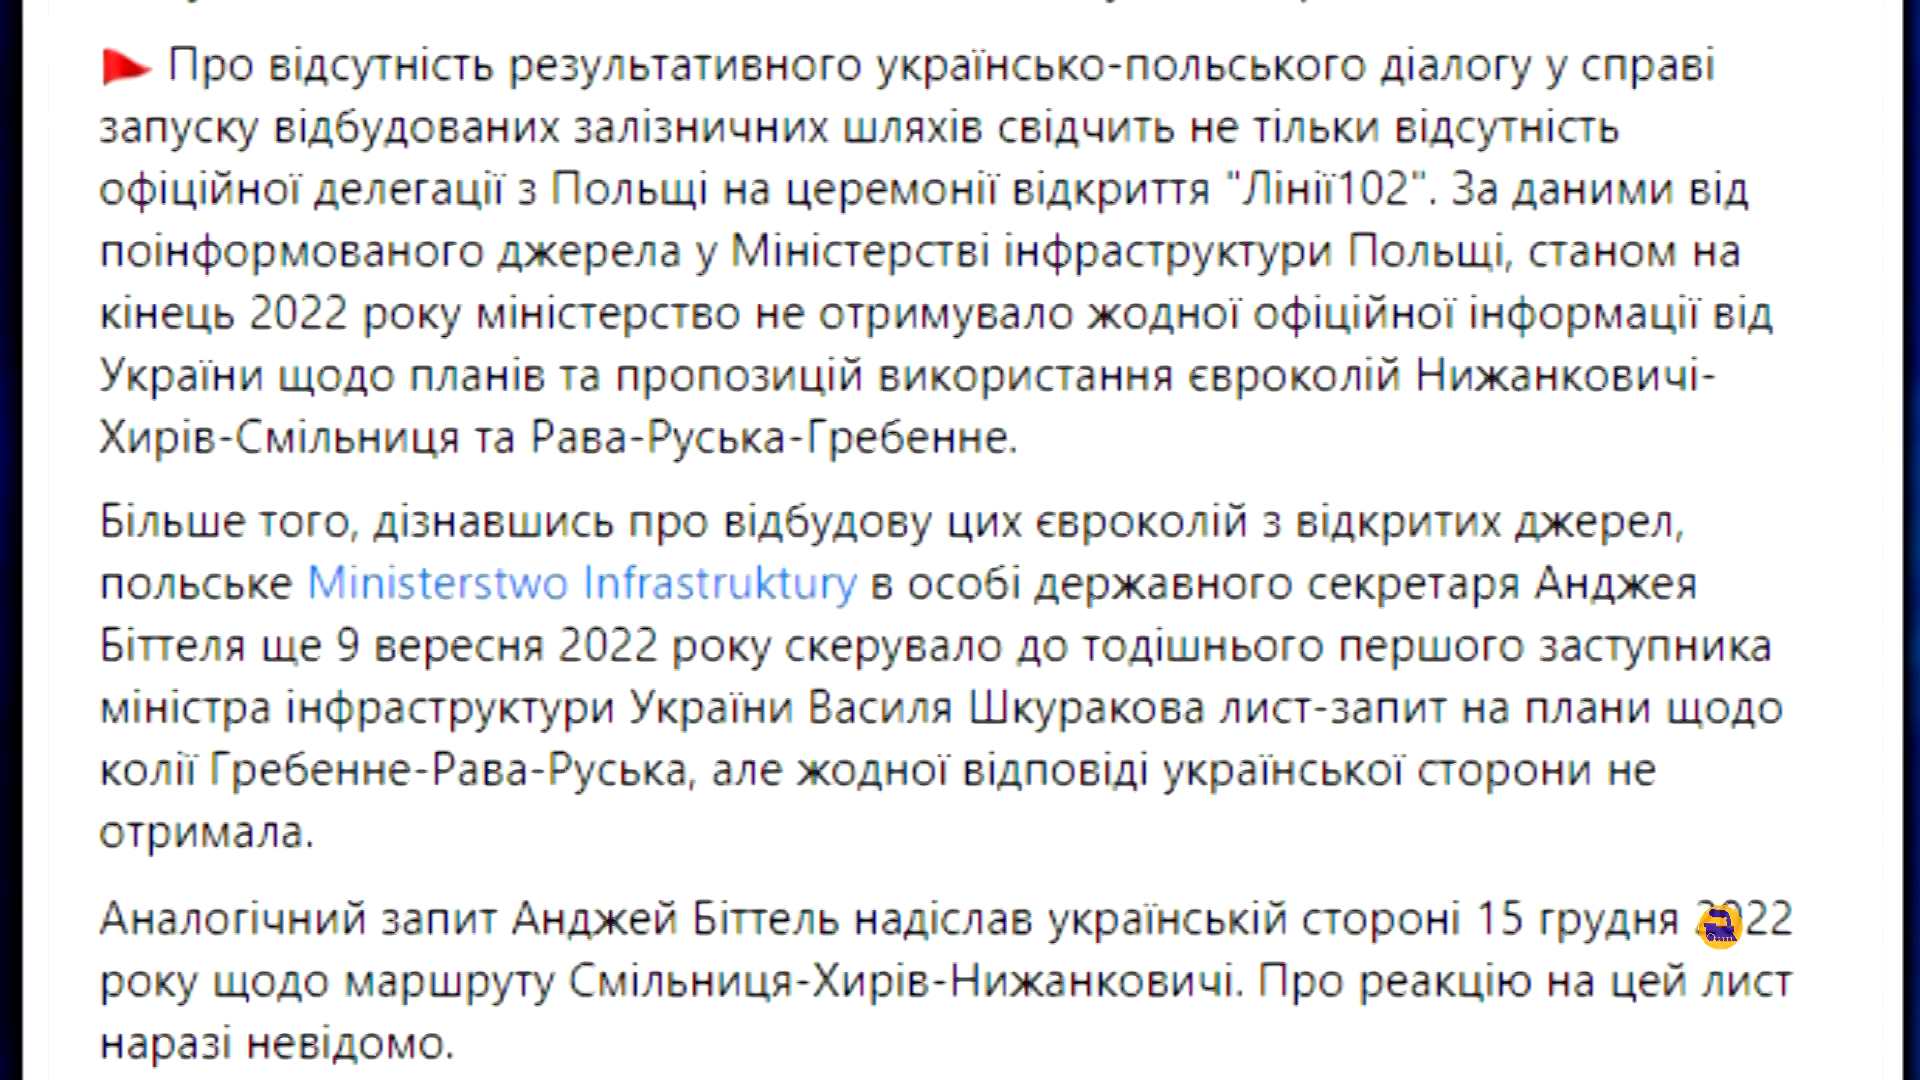 Про відсутність результативного українсько-польського діалогу у справі
запуску відбудованих залізничних шляхів свідчить не тільки відсутність
офіційної делегації з Польщі на церемонії відкриття "Лінії102". За даними від
поінформованого джерела у Міністерстві інфраструктури Польщі, станом на
кінець 2022 року міністерство не отримувало жодної офіційної інформації від
України щодо планів та пропозицій використання євроколій Нижанковичі-
Хирів-Смільниця та Рава-Руська-Гребенне.
Більше того, дізнавшись про відбудову цих євроколій з відкритих джерел,
польське Ministerstwo Infrastruktury в особі державного секретаря Анджея
Біттеля ще 9 вересня 2022 року скерувало до тодішнього першого заступника
міністра інфраструктури України Василя Шкуракова лист-запит на плани щодо
колії Гребенне-Рава-Руська, але жодної відповіді української сторони не
отримала.
Аналогічний запит Анджей Біттель надіслав українській стороні 15 грудня 2022
року щодо маршруту Смільниця-Хирів-Нижанковичі. Про реакцію на цей лист
наразі невідомо.